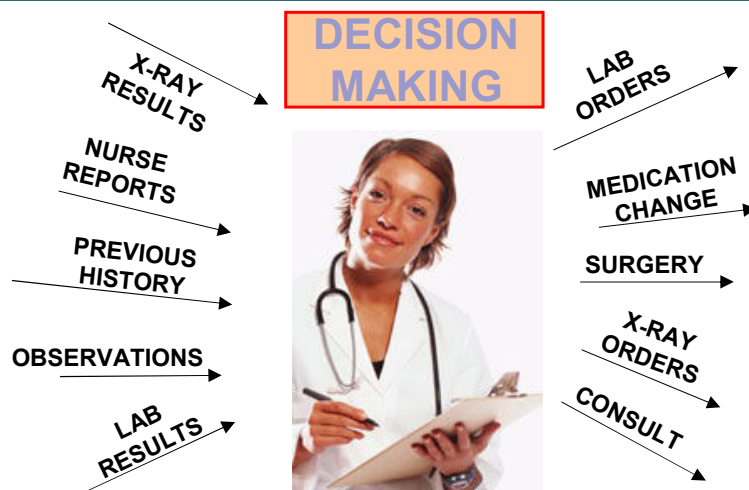 DECISION
MAKING
X-RAY
RESULTS
NURSE
REPORTS
PREVIOUS
HISTORY
OBSERVATIONS
LAB
RESULTS
LAB
ORDERS
MEDICATION
CHANGE
SURGERY
X-RAY
ORDERS
CONSULT